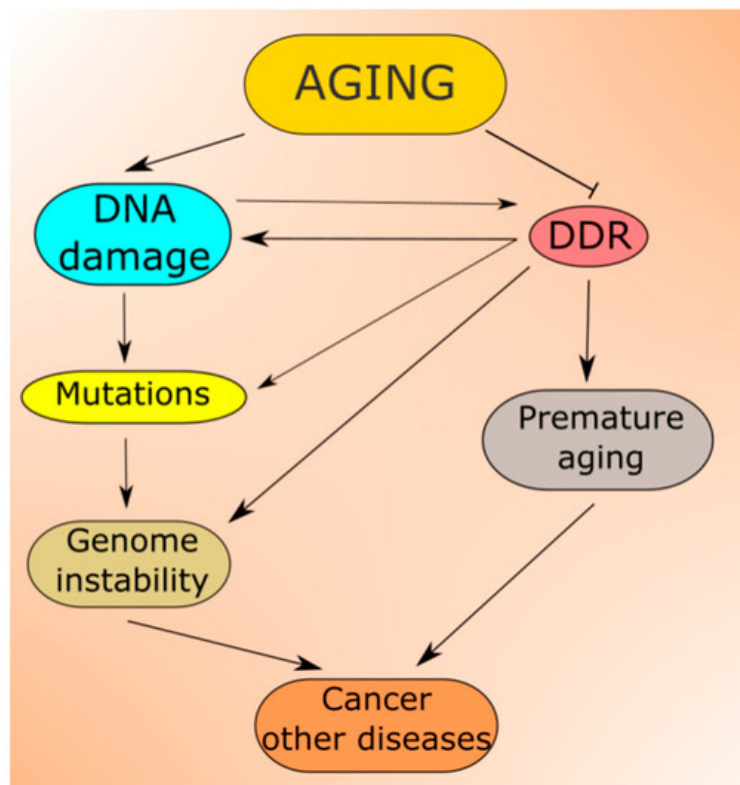 AGING
DNA
damage
DDR
Mutations
Premature
aging
Genome
instability
Cancer
other diseases